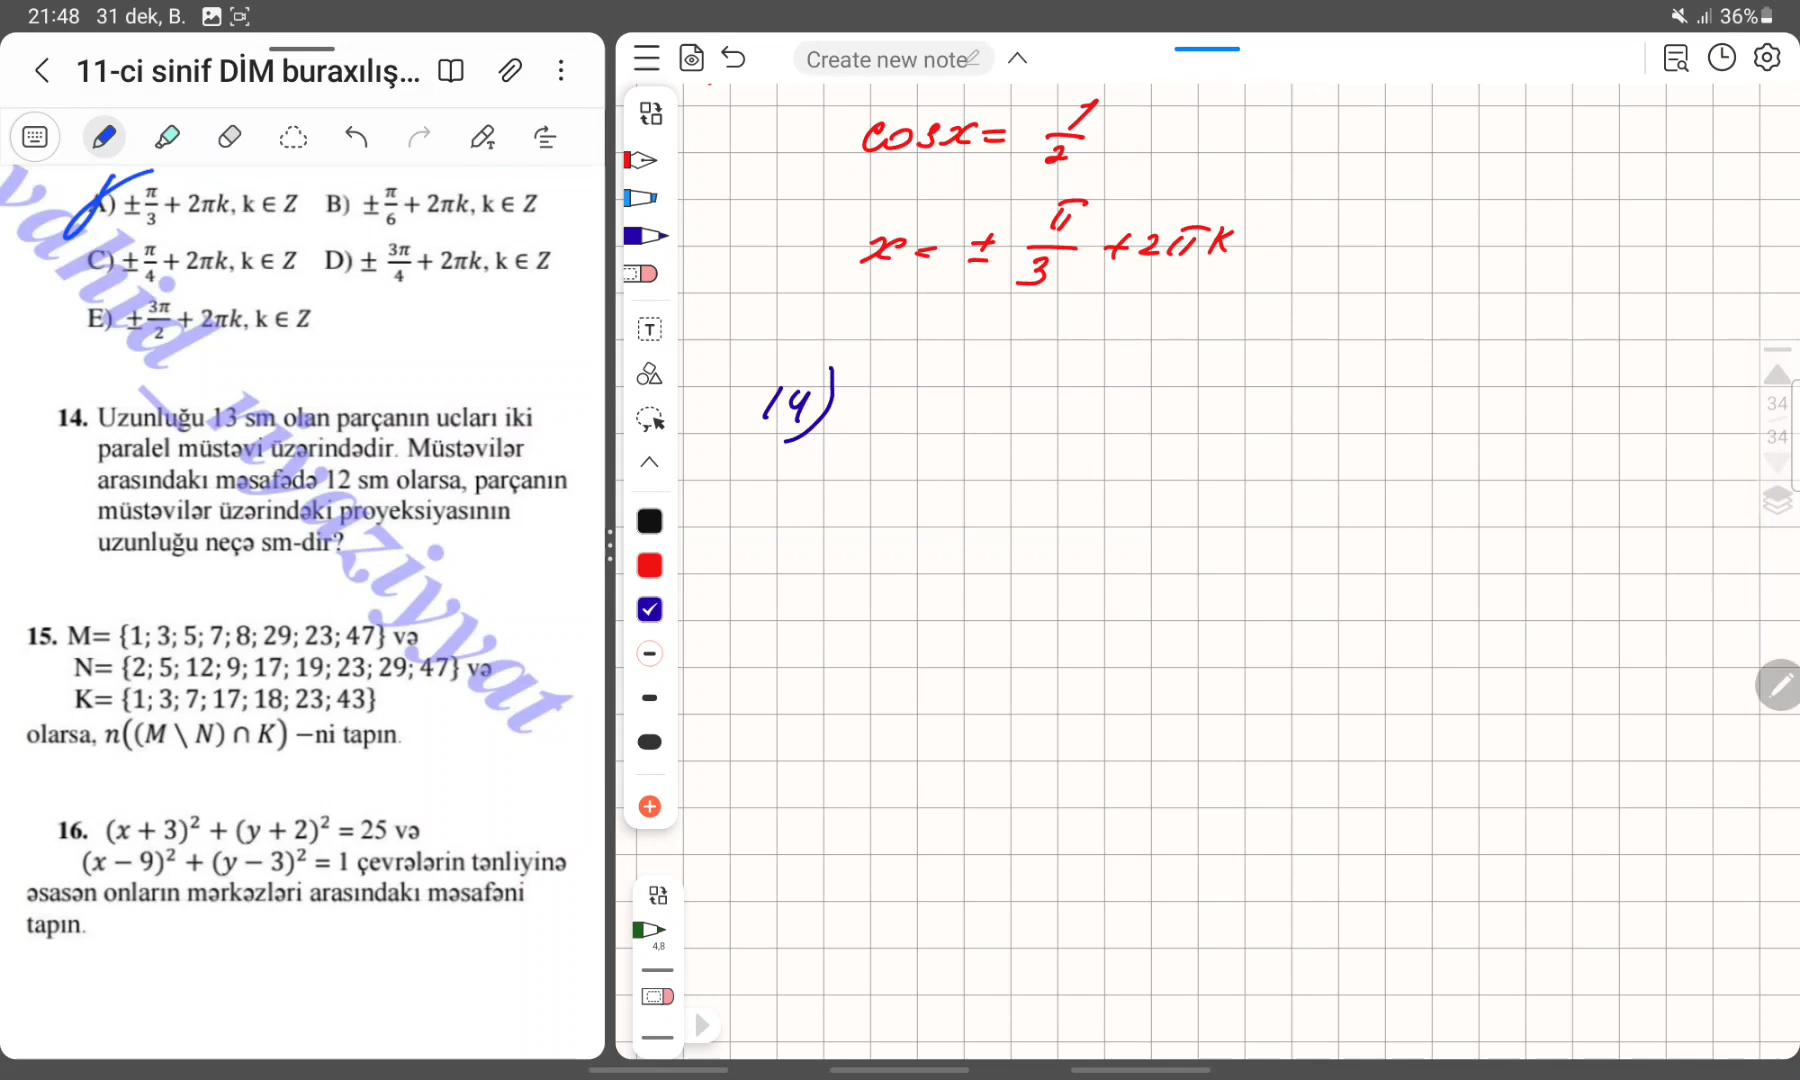 21:48 31 dek, B.
36%
11-ci sinif DİM buraxılış...
A) ±π/3 + 2πk, k ∈ Z B) ±π/6 + 2πk, k ∈ Z
C) ±π/4 + 2πk, k ∈ Z D) ± 3π/4 + 2πk, k ∈ Z
E) ±3π/2 + 2πk, k ∈ Z
14. Uzunluğu 13 sm olan parçanın ucları iki
paralel müstəvi üzərindədir. Müstəvilər
arasındakı məsafədə 12 sm olarsa, parçanın
müstəvilər üzərindəki proyeksiyasının
uzunluğu neçə sm-dir?
15. M= {1; 3; 5; 7; 8; 29; 23; 47} və
N= {2; 5; 12; 9; 17; 19; 23; 29; 47} və
K= {1; 3; 7; 17; 18; 23; 43}
olarsa, n((M \ N) ∩ K) −ni tapın.
16. (x + 3)² + (y + 2)² = 25 və
(x − 9)² + (y − 3)² = 1 çevrələrin tənliyinə
əsasən onların mərkəzləri arasındakı məsafəni
tapın.
vahid_riyaziyyat
Create new note
cosx = 1/2
x = ± π/3 + 2πk
14)
T
34
34
4,8